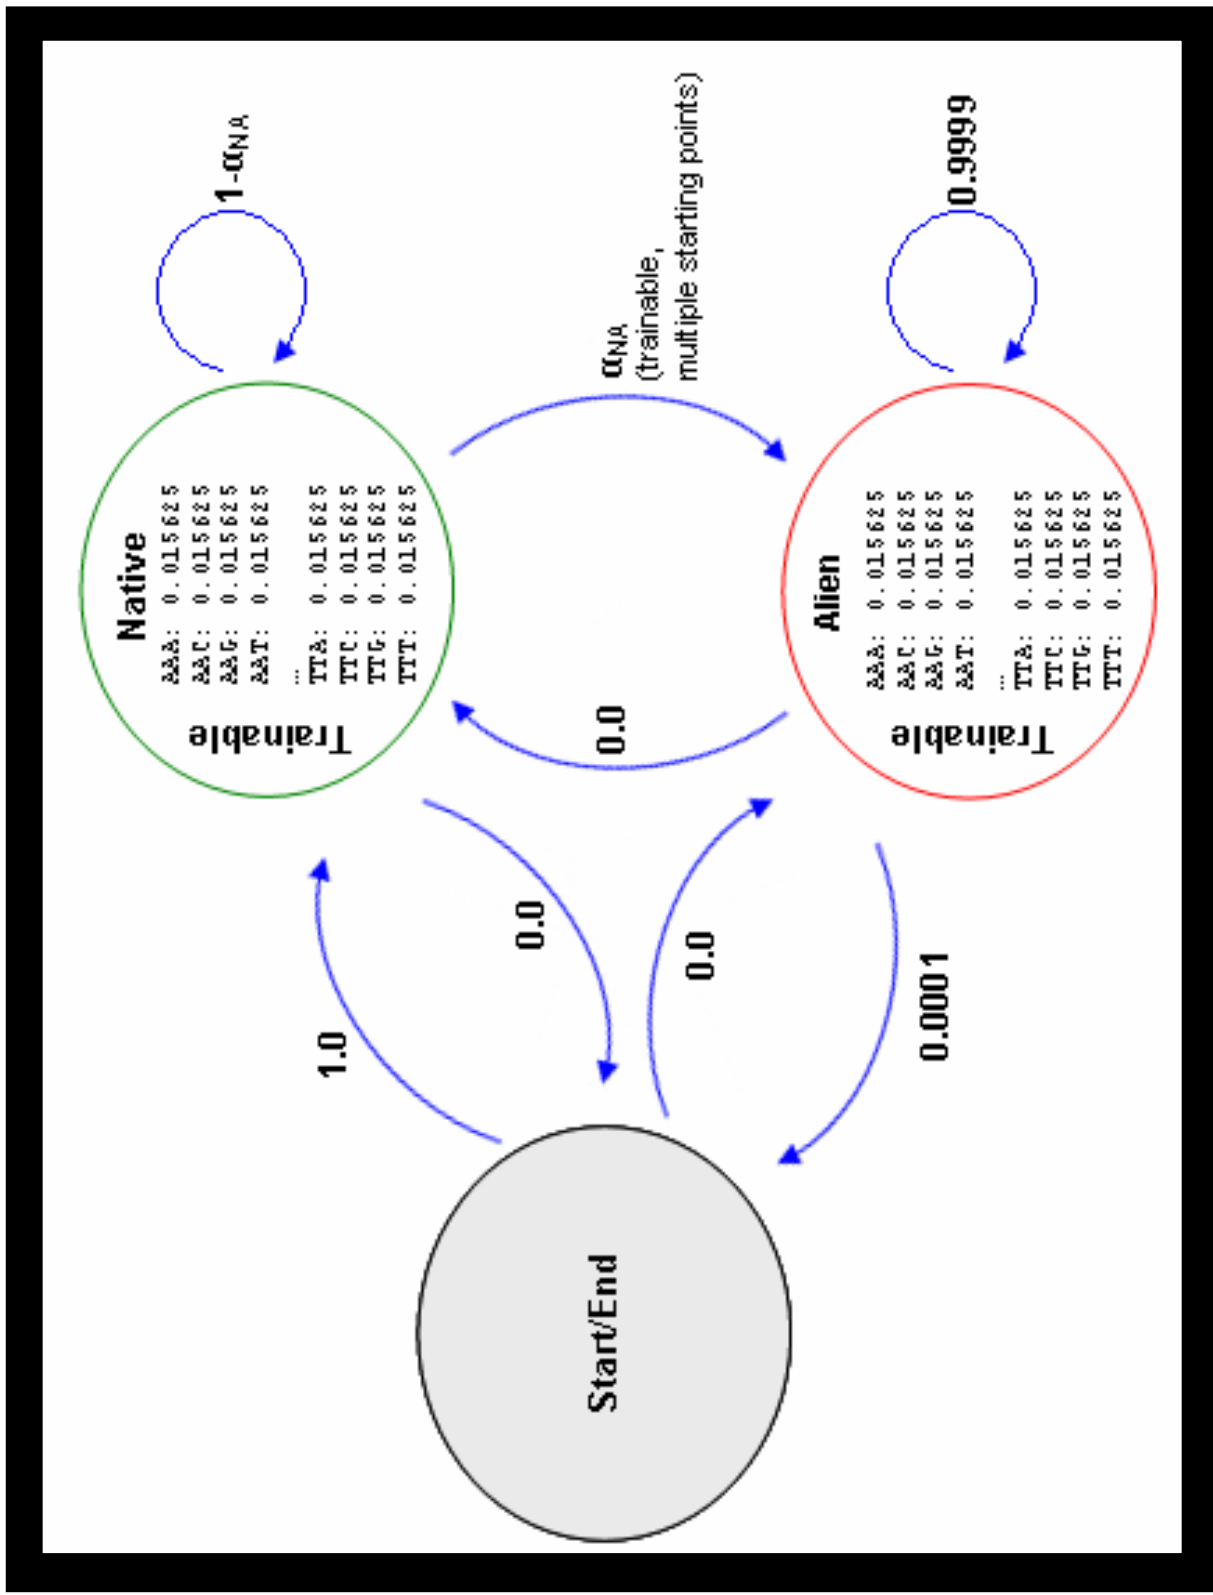 Native
AAA: 0.015625
AAC: 0.015625
AAG: 0.015625
AAT: 0.015625
...
TTA: 0.015625
TTC: 0.015625
TTG: 0.015625
TTT: 0.015625
Trainable
1-αNA
1.0
0.0
Start/End
0.0
αNA
(trainable,
multiple starting points)
0.0
Alien
AAA: 0.015625
AAC: 0.015625
AAG: 0.015625
AAT: 0.015625
...
TTA: 0.015625
TTC: 0.015625
TTG: 0.015625
TTT: 0.015625
Trainable
0.0001
0.9999